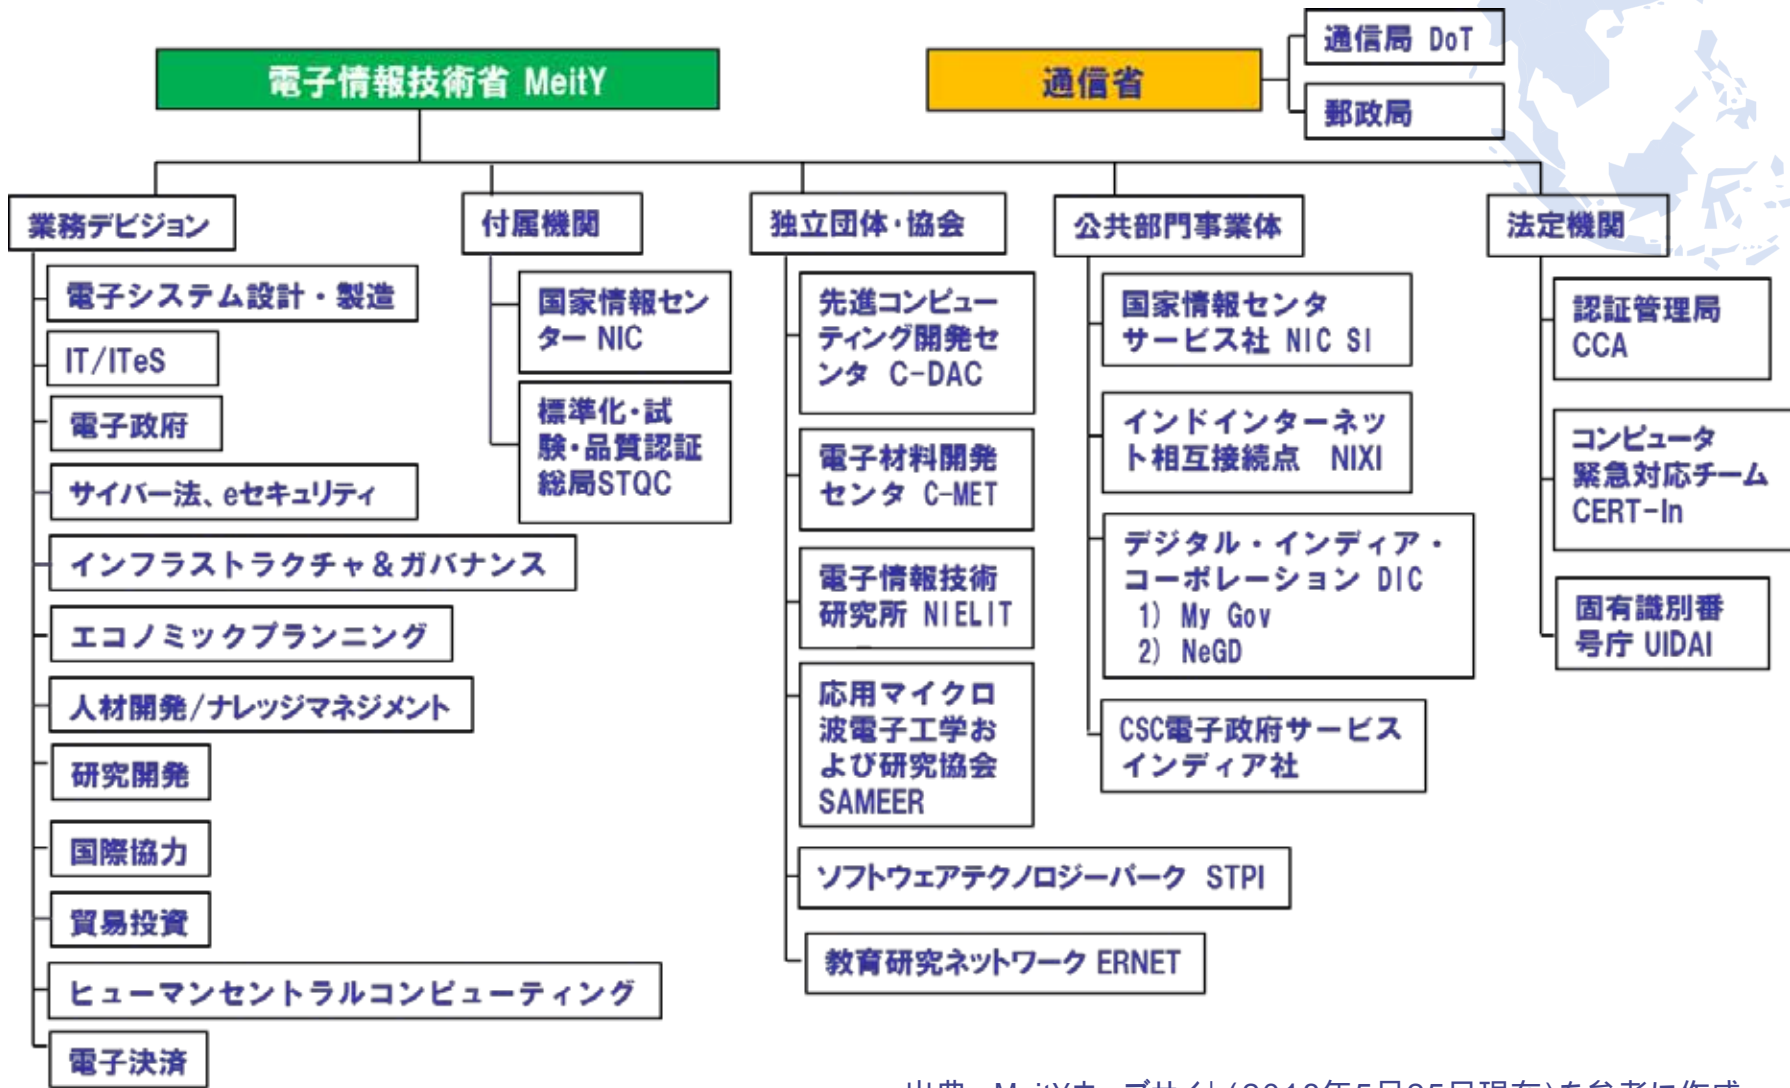 電子情報技術省 MeitY
通信省
通信局 DoT
郵政局
業務デビジョン
電子システム設計・製造
IT/ITeS
電子政府
サイバー法、eセキュリティ
インフラストラクチャ＆ガバナンス
エコノミックプランニング
人材開発/ナレッジマネジメント
研究開発
国際協力
貿易投資
ヒューマンセントラルコンピューティング
電子決済
付属機関
国家情報セン
ター NIC
標準化・試
験・品質認証
総局STQC
独立団体・協会
先進コンピュー
ティング開発セ
ンタ C-DAC
電子材料開発
センタ C-MET
電子情報技術
研究所 NIELIT
応用マイクロ
波電子工学お
よび研究協会
SAMEER
ソフトウェアテクノロジーパーク STPI
教育研究ネットワーク ERNET
公共部門事業体
国家情報センタ
サービス社 NIC SI
インドインターネッ
ト相互接続点 NIXI
デジタル・インディア・
コーポレーション DIC
1) My Gov
2) NeGD
CSC電子政府サービス
インディア社
法定機関
認証管理局
CCA
コンピュータ
緊急対応チーム
CERT-In
固有識別番
号庁 UIDAI